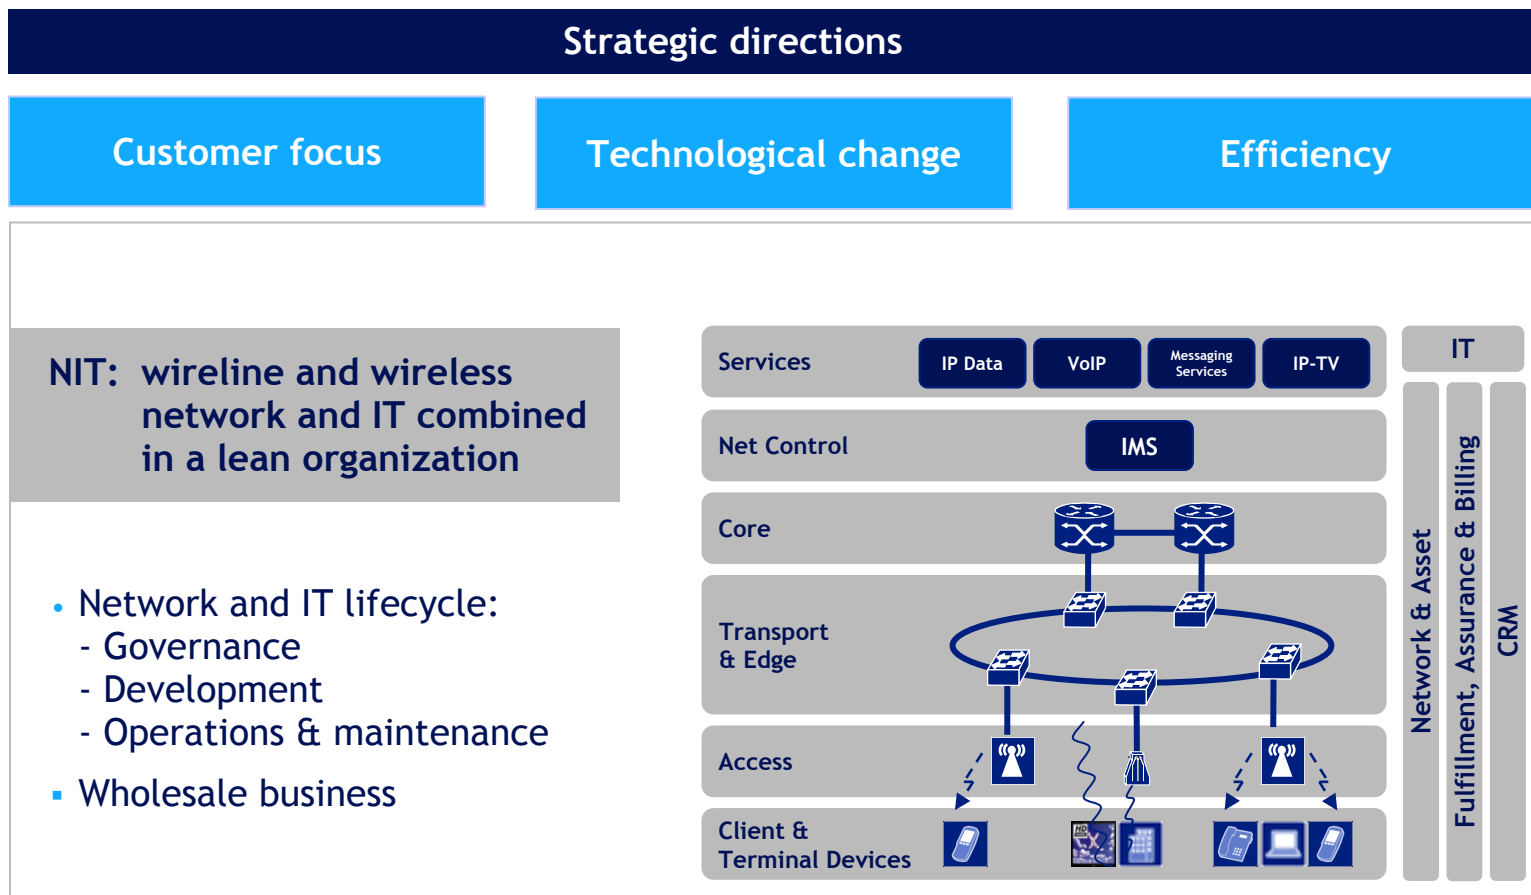 Strategic directions
Customer focus
Technological change
Efficiency
NIT: wireline and wireless
network and IT combined
in a lean organization
• Network and IT lifecycle:
- Governance
- Development
- Operations & maintenance
▪ Wholesale business
Services
IP Data
VoIP
Messaging
Services
IP-TV
Net Control
IMS
Core
Transport
& Edge
Access
Client &
Terminal Devices
HD
IT
Network & Asset
Fulfillment, Assurance & Billing
CRM